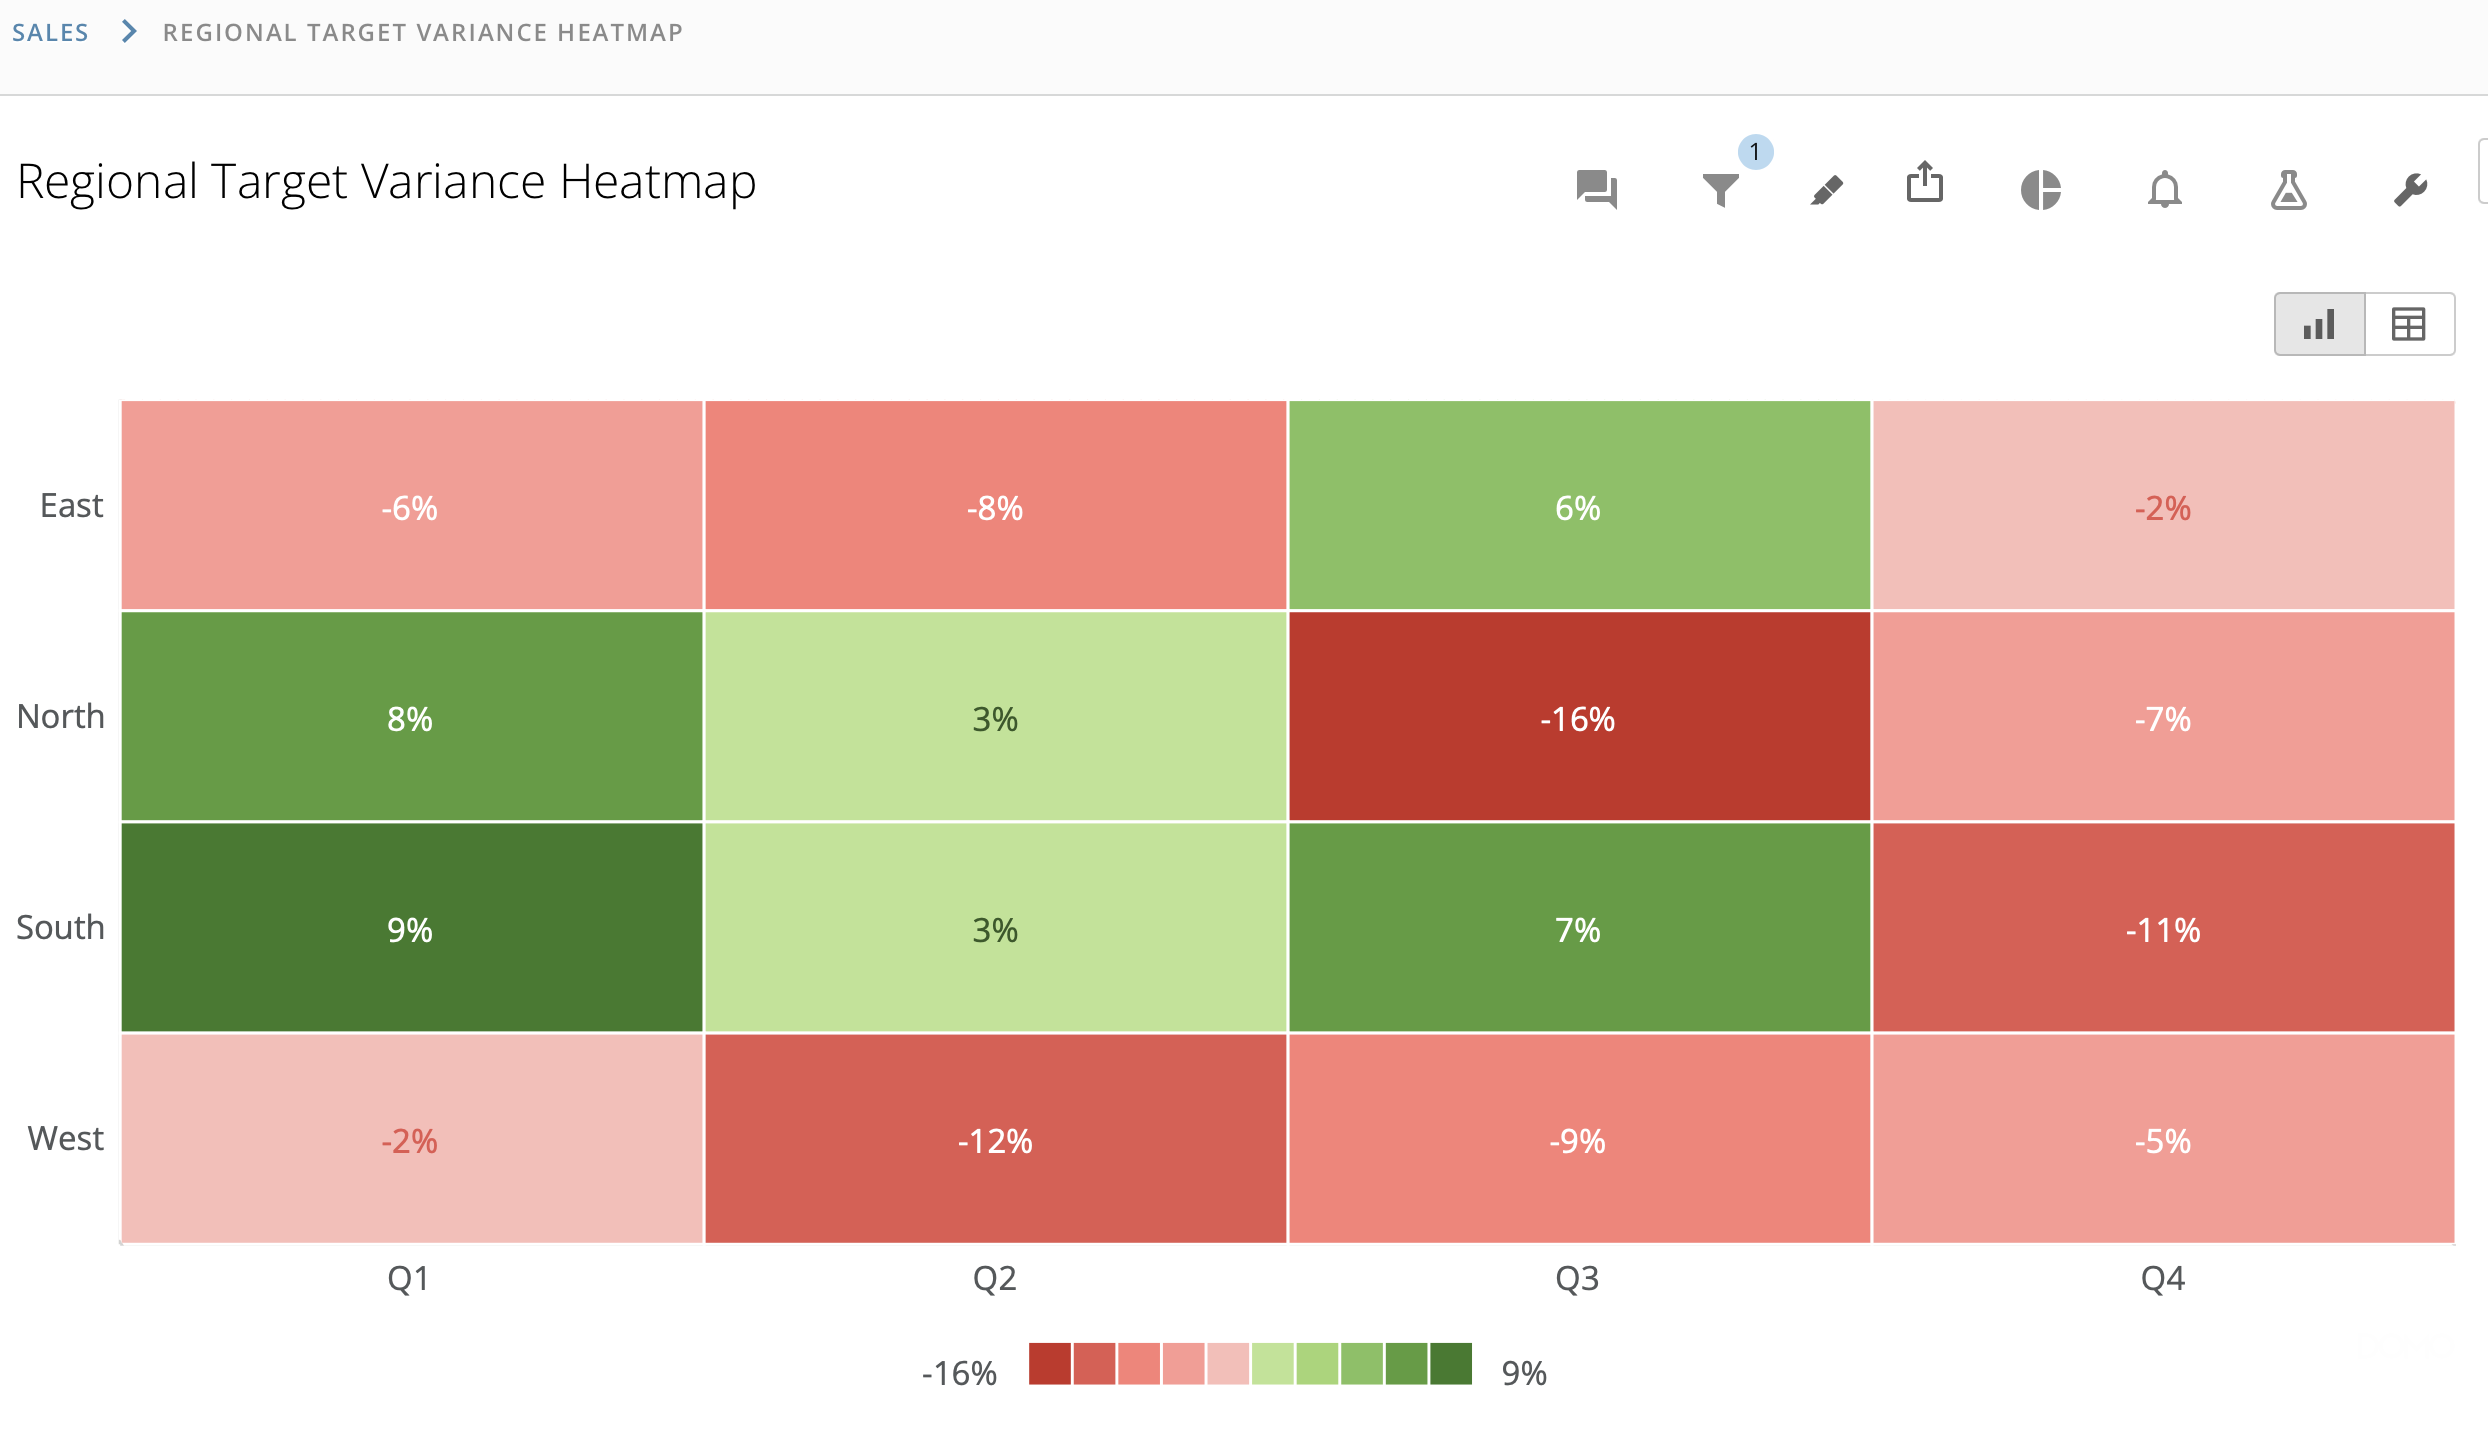 SALES > REGIONAL TARGET VARIANCE HEATMAP
Regional Target Variance Heatmap
1
East -6% -8% 6% -2%
North 8% 3% -16% -7%
South 9% 3% 7% -11%
West -2% -12% -9% -5%
Q1 Q2 Q3 Q4
-16% 9%